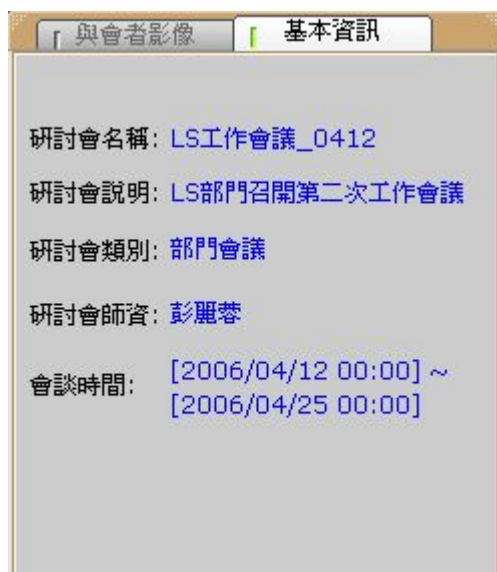 與會者影像
基本資訊
研討會名稱: LS工作會議_0412
研討會說明: LS部門召開第二次工作會議
研討會類別: 部門會議
研討會師資: 彭麗蓉
會談時間: [2006/04/12 00:00] ~
[2006/04/25 00:00]